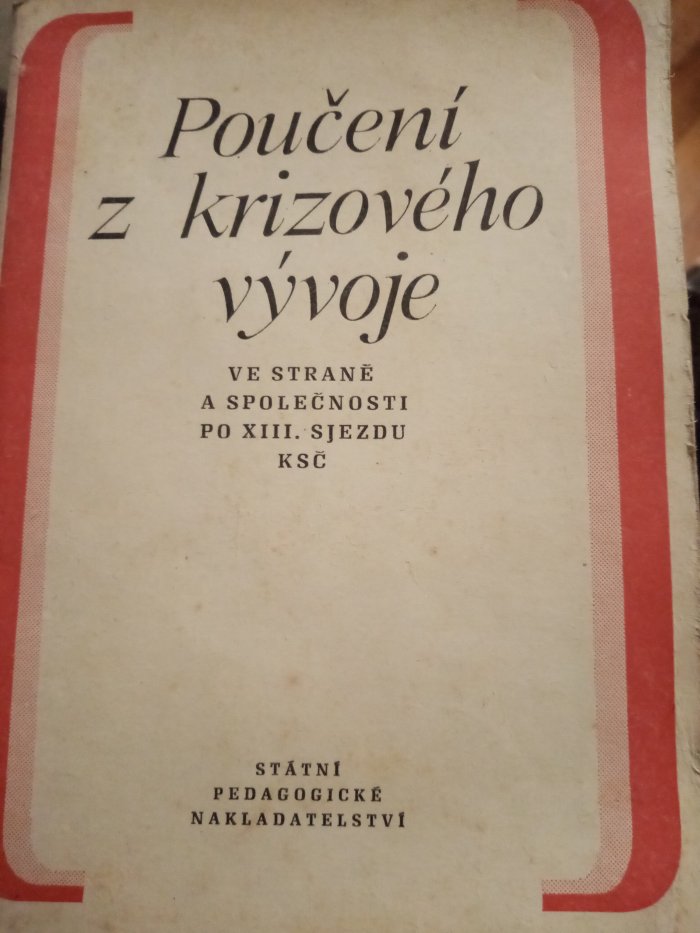 Poučení
z krizového
vývoje
VE STRANĚ
A SPOLEČNOSTI
PO XIII. SJEZDU
KSČ
STÁTNÍ
PEDAGOGICKÉ
NAKLADATELSTVÍ